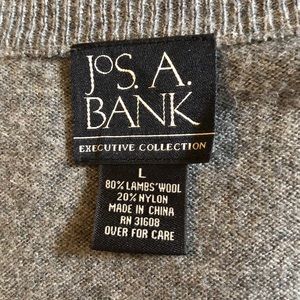 JOS. A.
BANK
EXECUTIVE COLLECTION
L
80% LAMBS' WOOL
20% NYLON
MADE IN CHINA
RN 31608
OVER FOR CARE